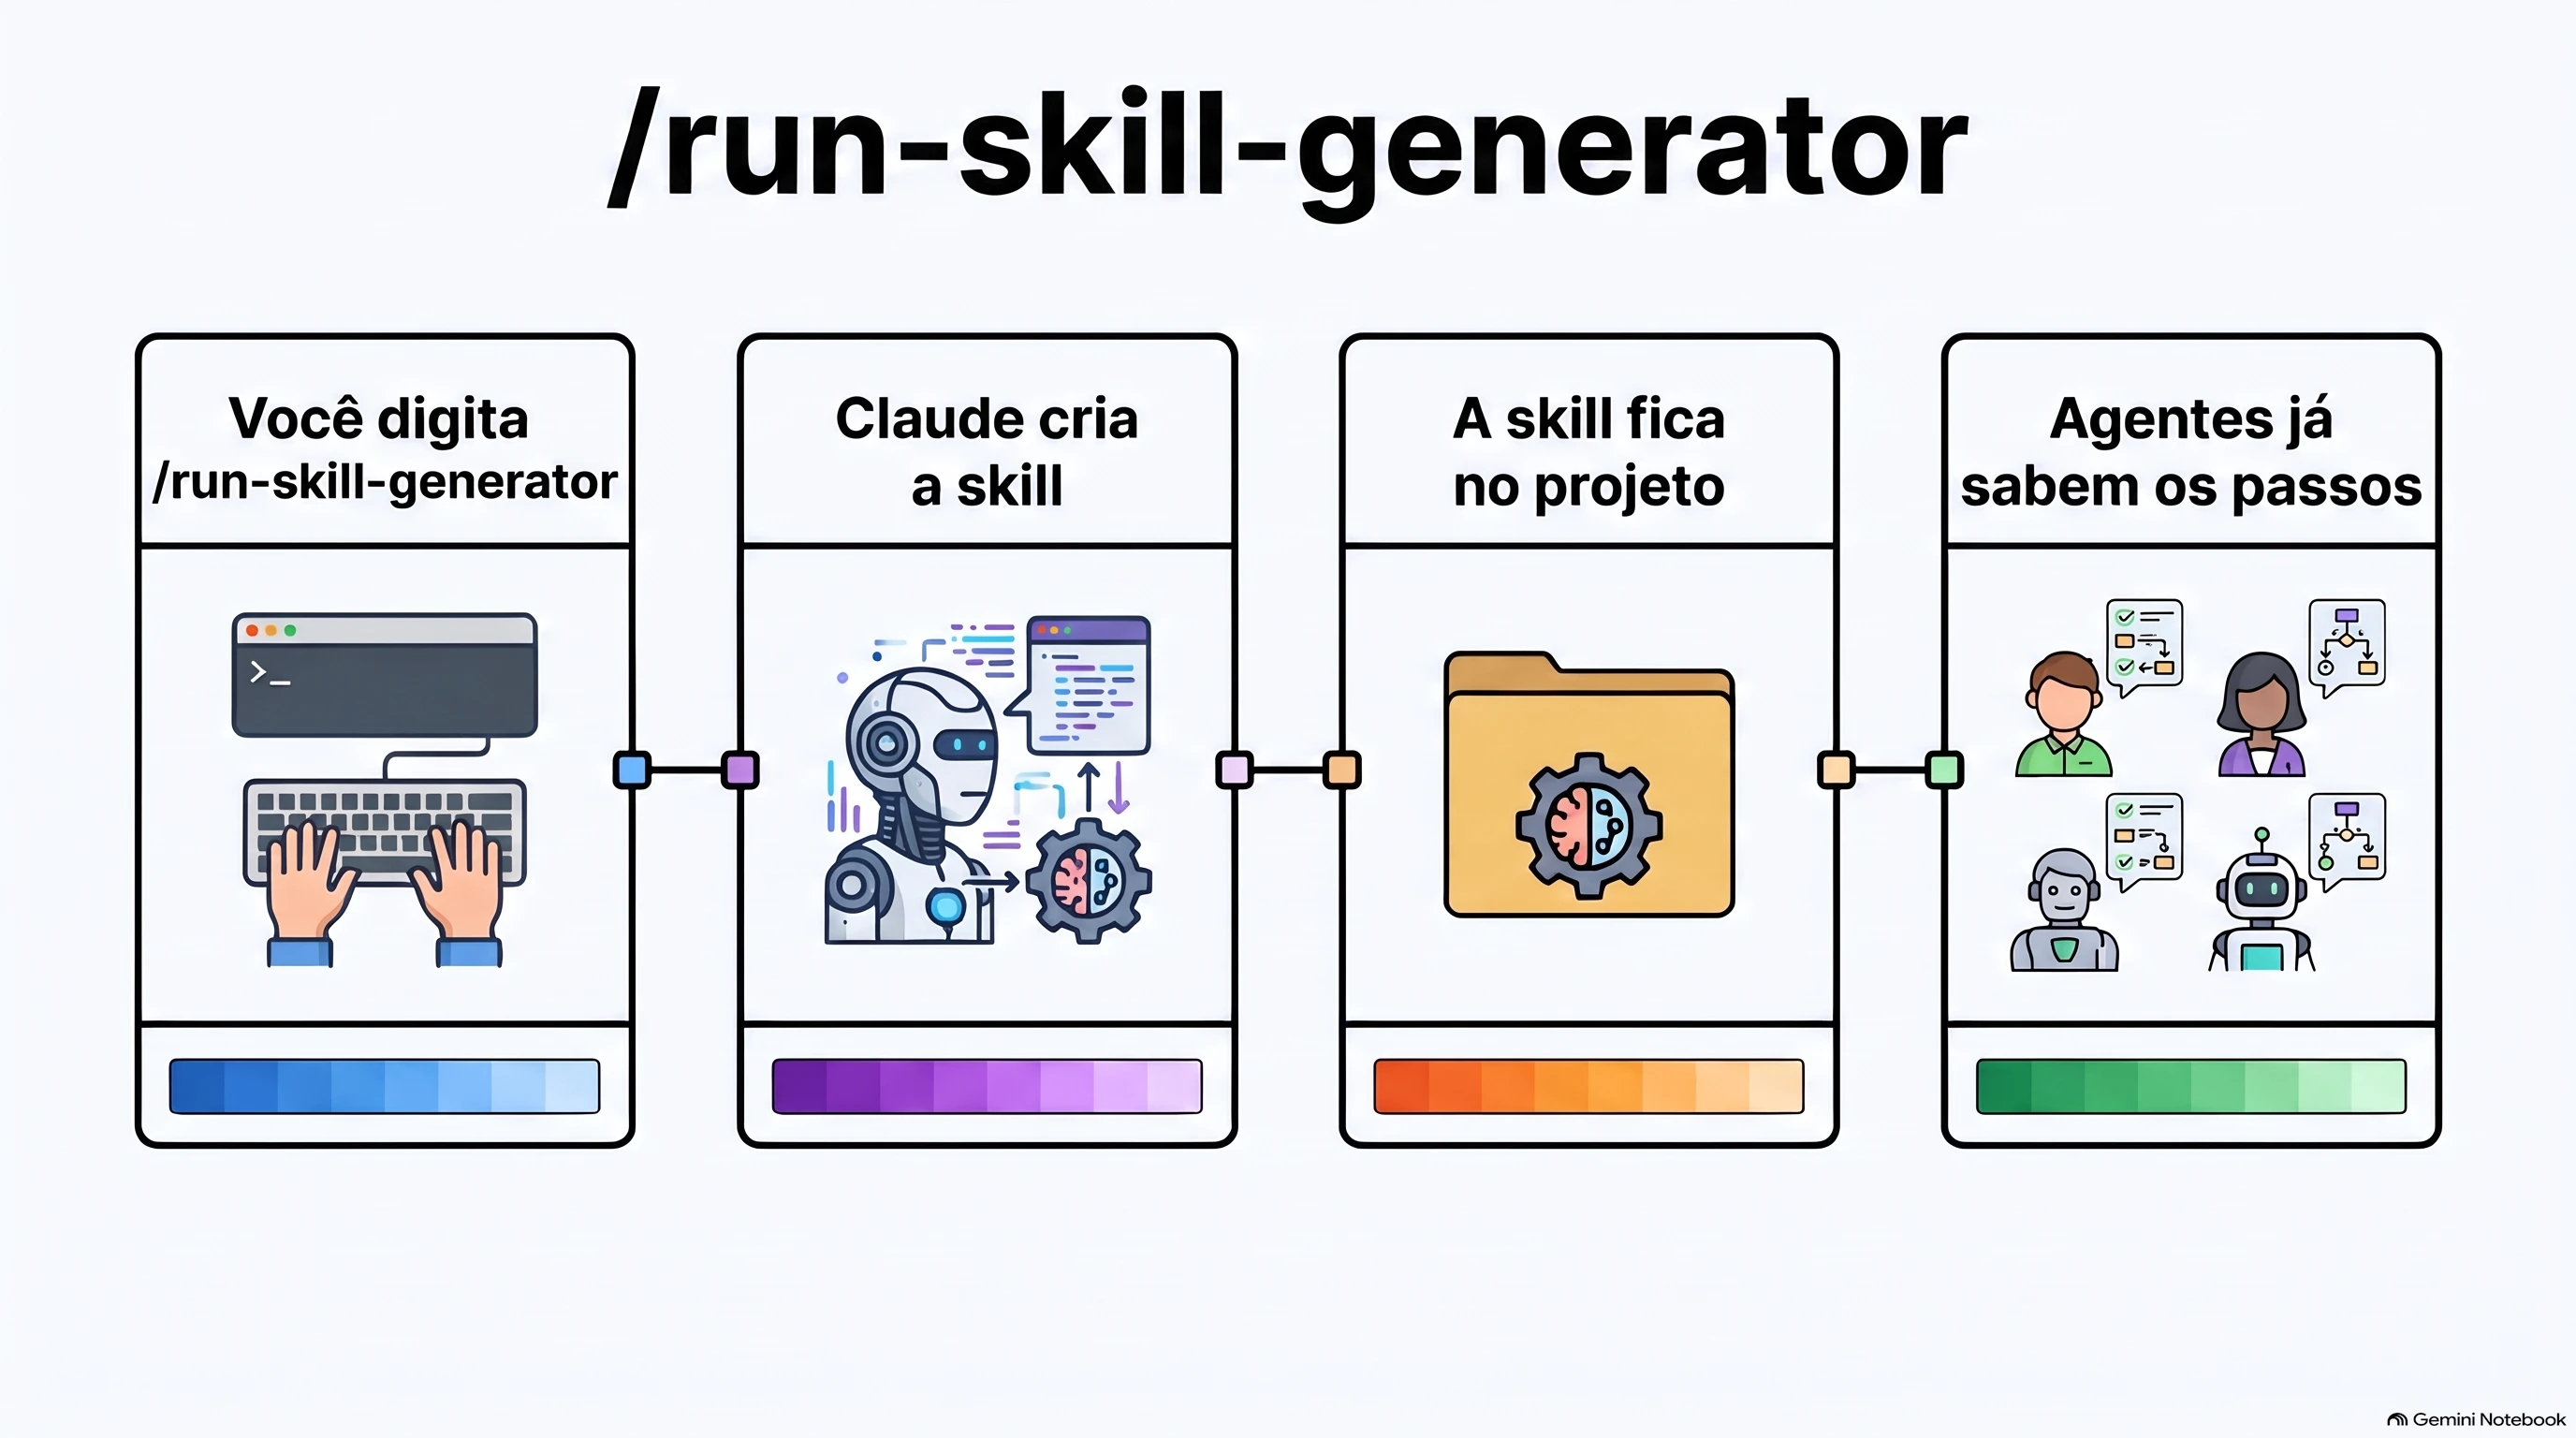 /run-skill-generator
Você digita
/run-skill-generator
Claude cria
a skill
A skill fica
no projeto
Agentes já
sabem os passos
>_
Gemini Notebook